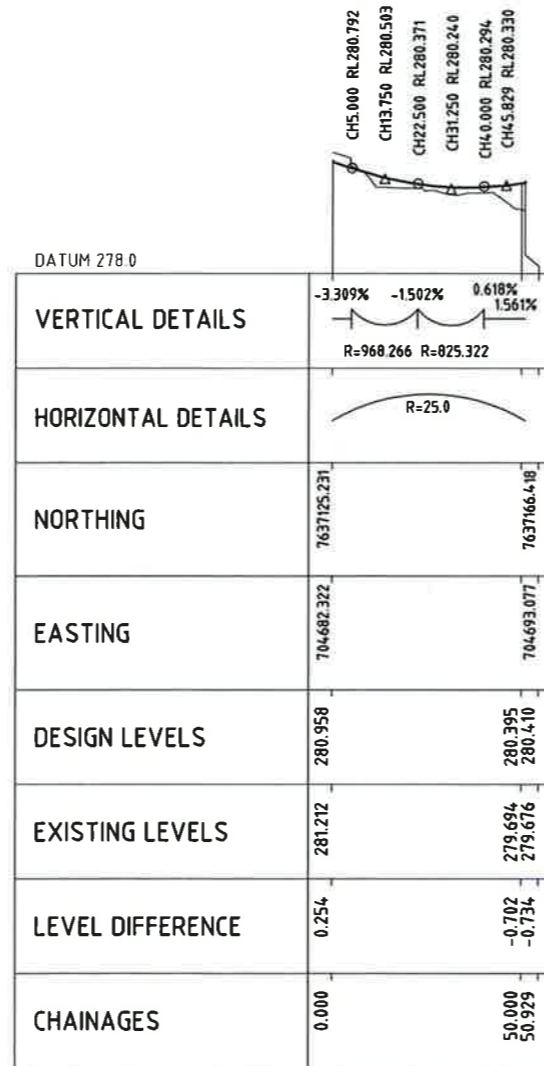 CH5.000 RL280.792
CH13.750 RL280.503
CH22.500 RL280.371
CH31.250 RL280.240
CH40.000 RL280.294
CH45.829 RL280.330
DATUM 278.0
VERTICAL DETAILS
-3.309% -1.502% 0.618%
1.561%
R=968.266 R=825.322
HORIZONTAL DETAILS
R=25.0
NORTHING
7637125.231
7637166.418
EASTING
704682.322
704693.077
DESIGN LEVELS
280.958
280.395
280.410
EXISTING LEVELS
281.212
279.694
279.676
LEVEL DIFFERENCE
0.254
-0.702
-0.734
CHAINAGES
0.000
50.000
50.929